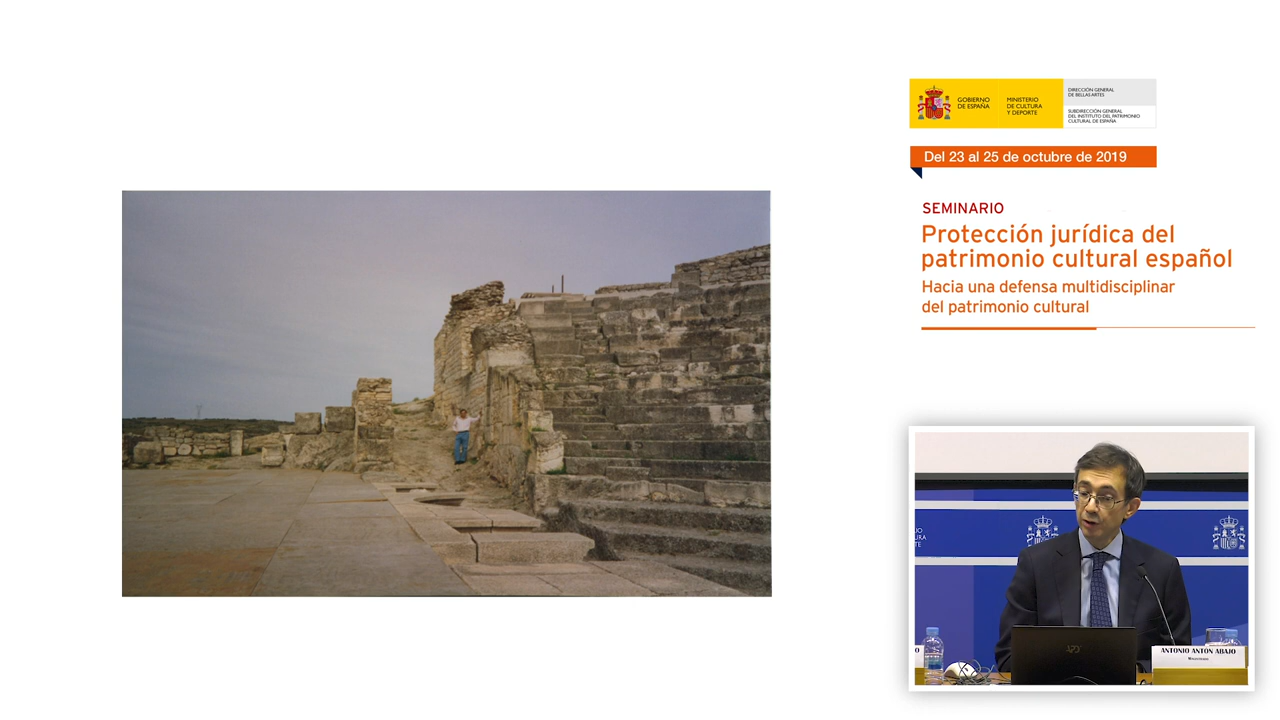 GOBIERNO
DE ESPAÑA
MINISTERIO
DE CULTURA
Y DEPORTE
DIRECCIÓN GENERAL
DE BELLAS ARTES
SUBDIRECCIÓN GENERAL
DEL INSTITUTO DEL PATRIMONIO
CULTURAL DE ESPAÑA
Del 23 al 25 de octubre de 2019
SEMINARIO
Protección jurídica del
patrimonio cultural español
Hacia una defensa multidisciplinar
del patrimonio cultural
ANTONIO ANTÓN ABAJO